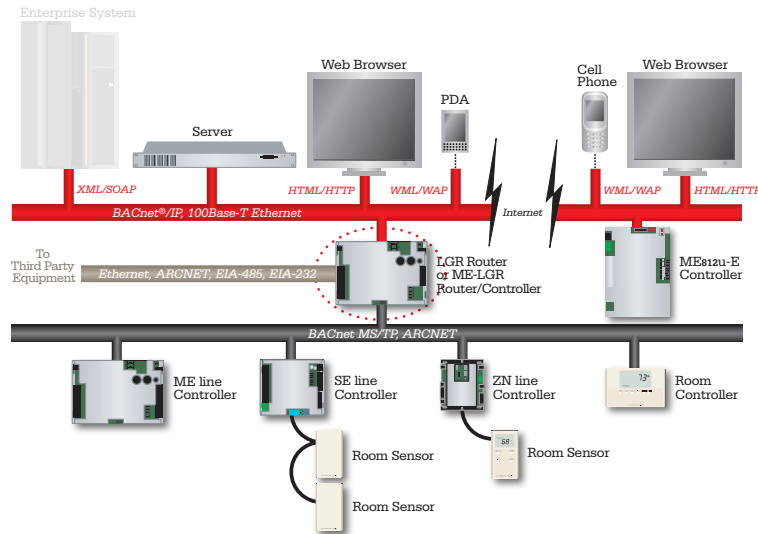 Enterprise System
Web Browser
Cell
Phone
Web Browser
PDA
Server
XML/SOAP
HTML/HTTP
WML/WAP
WML/WAP
HTML/HTTP
BACnet®/IP, 100Base-T Ethernet
Internet
To
Third Party
Equipment
Ethernet, ARCNET, EIA-485, EIA-232
LGR Router
or ME-LGR
Router/Controller
ME812u-E
Controller
BACnet MS/TP, ARCNET
ME line
Controller
SE line
Controller
ZN line
Controller
73°
Room
Controller
Room Sensor
68
Room Sensor
Room Sensor